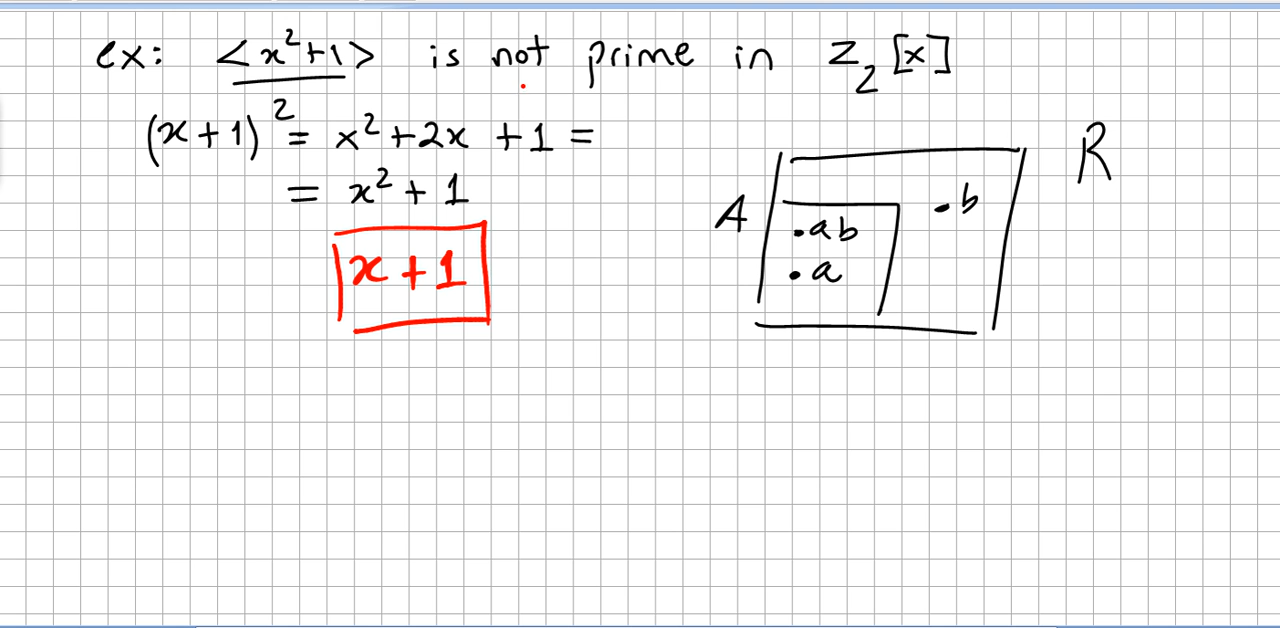 ex: <x²+1> is not prime in Z₂[x]
(x+1)² = x²+2x+1 =
= x²+1
x+1
A
.ab
.a
.b
R